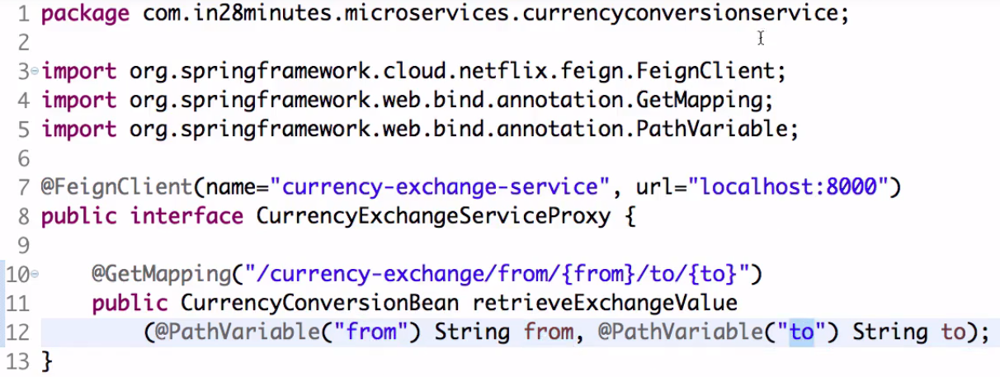 1 package com.in28minutes.microservices.currencyconversionservice;
2
3 import org.springframework.cloud.netflix.feign.FeignClient;
4 import org.springframework.web.bind.annotation.GetMapping;
5 import org.springframework.web.bind.annotation.PathVariable;
6
7 @FeignClient(name="currency-exchange-service", url="localhost:8000")
8 public interface CurrencyExchangeServiceProxy {
9
10 @GetMapping("/currency-exchange/from/{from}/to/{to}")
11 public CurrencyConversionBean retrieveExchangeValue
12 (@PathVariable("from") String from, @PathVariable("to") String to);
13 }